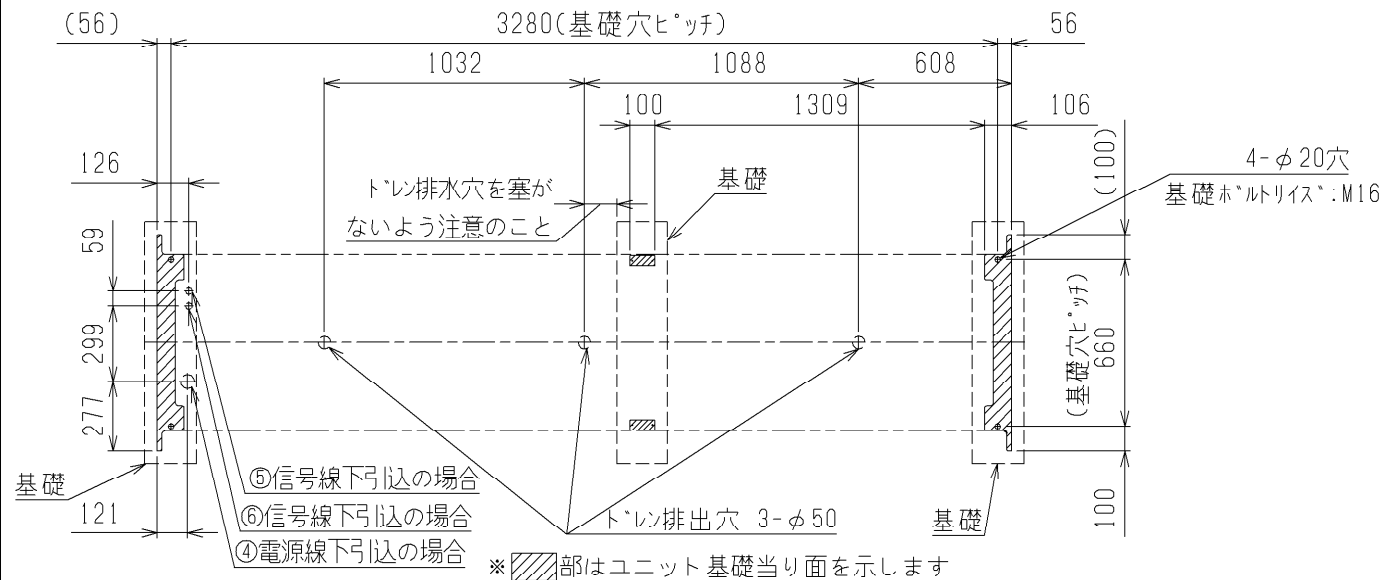 (56)
3280(基礎穴ピッチ)
56
1032
1088
608
100
1309
106
126
ドレン排水穴を塞が
ないよう注意のこと
基礎
(100)
4-φ20穴
基礎ボルトサイズ:M16
59
299
277
(基礎穴ピッチ)
660
100
基礎
121
⑤信号線下引込の場合
⑥信号線下引込の場合
④電源線下引込の場合
ドレン排出穴 3-φ50
基礎
※部はユニット基礎当り面を示します